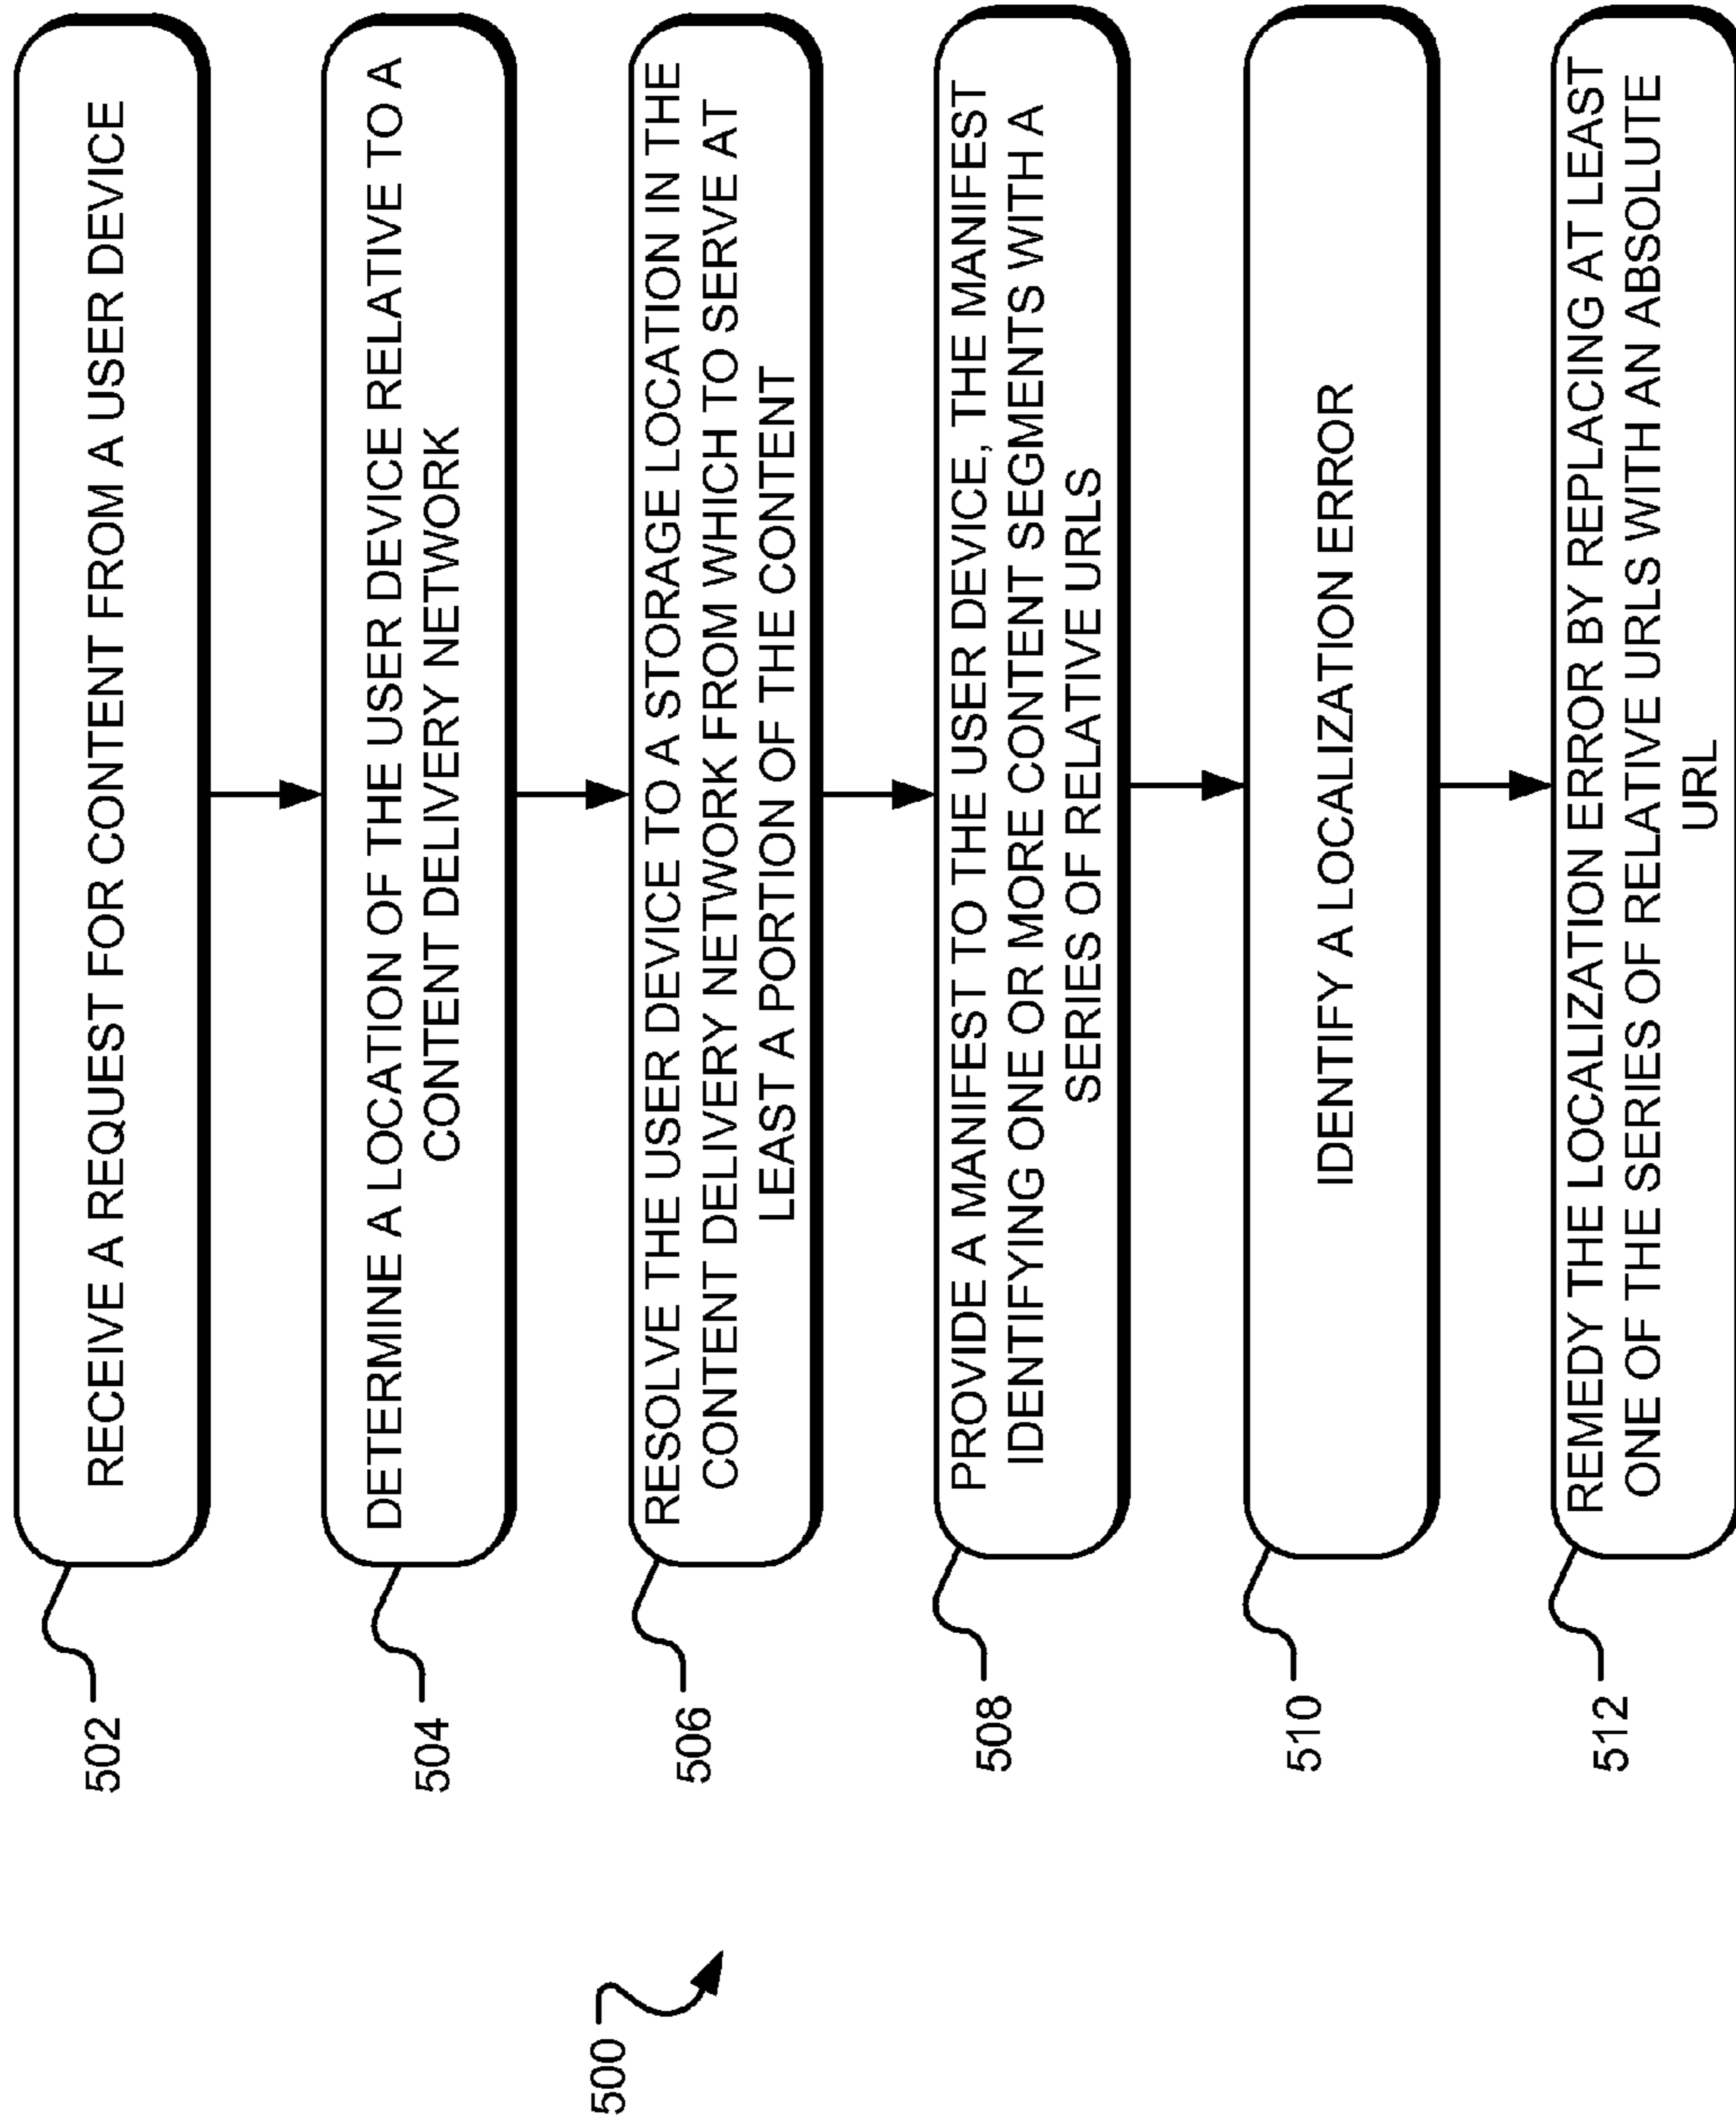 500
502
RECEIVE A REQUEST FOR CONTENT FROM A USER DEVICE
504
DETERMINE A LOCATION OF THE USER DEVICE RELATIVE TO A
CONTENT DELIVERY NETWORK
506
RESOLVE THE USER DEVICE TO A STORAGE LOCATION IN THE
CONTENT DELIVERY NETWORK FROM WHICH TO SERVE AT
LEAST A PORTION OF THE CONTENT
508
PROVIDE A MANIFEST TO THE USER DEVICE, THE MANIFEST
IDENTIFYING ONE OR MORE CONTENT SEGMENTS WITH A
SERIES OF RELATIVE URLS
510
IDENTIFY A LOCALIZATION ERROR
512
REMEDY THE LOCALIZATION ERROR BY REPLACING AT LEAST
ONE OF THE SERIES OF RELATIVE URLS WITH AN ABSOLUTE
URL